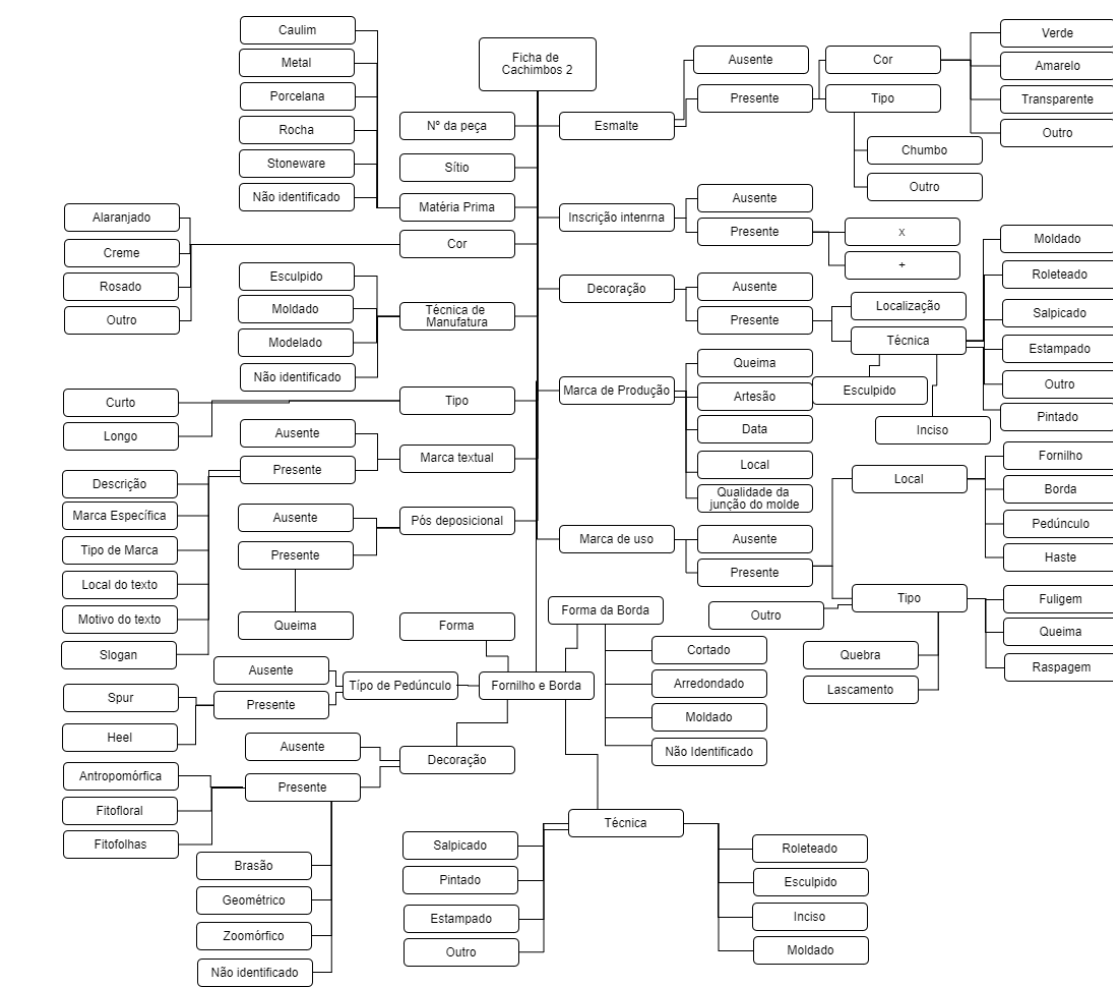 Ficha de
Cachimbos 2
Caulim
Metal
Porcelana
Rocha
Stoneware
Não identificado
Nº da peça
Sítio
Matéria Prima
Cor
Alaranjado
Creme
Rosado
Outro
Esculpido
Moldado
Modelado
Não identificado
Técnica de
Manufatura
Curto
Longo
Tipo
Ausente
Presente
Marca textual
Descrição
Marca Específica
Tipo de Marca
Local do texto
Motivo do texto
Slogan
Ausente
Presente
Queima
Pós deposicional
Esmalte
Ausente
Presente
Cor
Tipo
Verde
Amarelo
Transparente
Outro
Chumbo
Outro
Inscrição intenrna
Ausente
Presente
x
+
Decoração
Ausente
Presente
Localização
Técnica
Moldado
Roleteado
Salpicado
Estampado
Outro
Pintado
Esculpido
Inciso
Marca de Produção
Queima
Artesão
Data
Local
Qualidade da
junção do molde
Marca de uso
Ausente
Presente
Local
Fornilho
Borda
Pedúnculo
Haste
Tipo
Outro
Quebra
Lascamento
Fuligem
Queima
Raspagem
Forma
Forma da Borda
Cortado
Arredondado
Moldado
Não Identificado
Fornilho e Borda
Típo de Pedúnculo
Ausente
Presente
Spur
Heel
Decoração
Ausente
Presente
Antropomórfica
Fitofloral
Fitofolhas
Brasão
Geométrico
Zoomórfico
Não identificado
Técnica
Salpicado
Pintado
Estampado
Outro
Roleteado
Esculpido
Inciso
Moldado